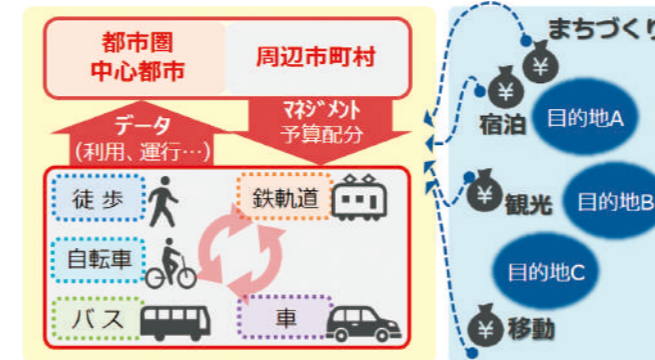 都市圏
中心都市
周辺市町村
データ
(利用、運行…)
マネジメント
予算配分
徒歩
鉄軌道
自転車
バス
車
まちづくり
¥
¥
宿泊
目的地A
¥
観光
目的地B
目的地C
¥
移動